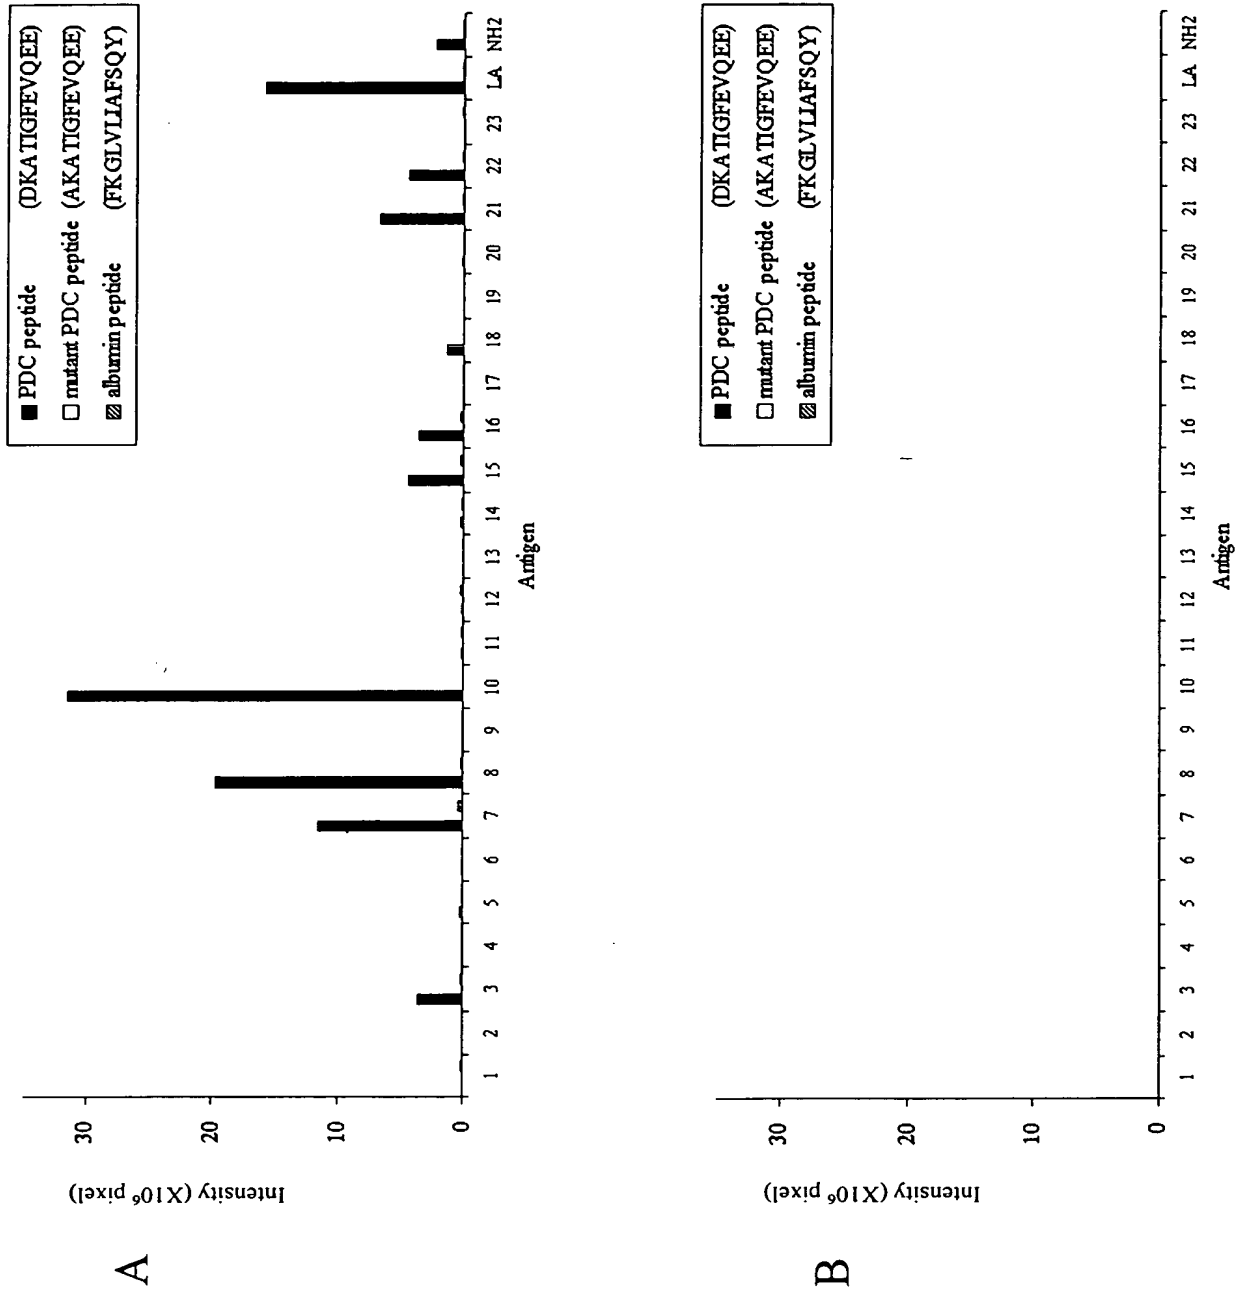 A
Intensity (X10⁶ pixel)
30
20
10
0
■ PDC peptide (DKATIGFEVQEE)
□ mutant PDC peptide (AKATIGFEVQEE)
▨ albumin peptide (FKGLVLIAFSQY)
1 2 3 4 5 6 7 8 9 10 11 12 13 14 15 16 17 18 19 20 21 22 23 LA NH2
Antigen
B
Intensity (X10⁶ pixel)
30
20
10
0
■ PDC peptide (DKATIGFEVQEE)
□ mutant PDC peptide (AKATIGFEVQEE)
▨ albumin peptide (FKGLVLIAFSQY)
1 2 3 4 5 6 7 8 9 10 11 12 13 14 15 16 17 18 19 20 21 22 23 LA NH2
Antigen